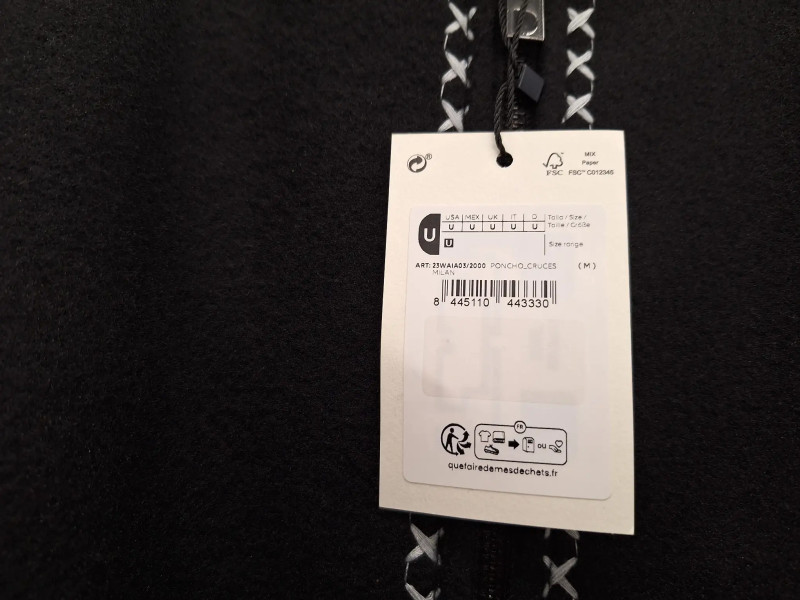 ®
MIX
Paper
FSC FSC™ C012345
USA MEX UK IT D Talla / Size /
U U U U U U Taille / Größe
U Size range
ART: 23WAIA03/2000 PONCHO_CRUCES (M)
MILAN
8 445110 443330
FR
OU
quefairedemesdechets.fr